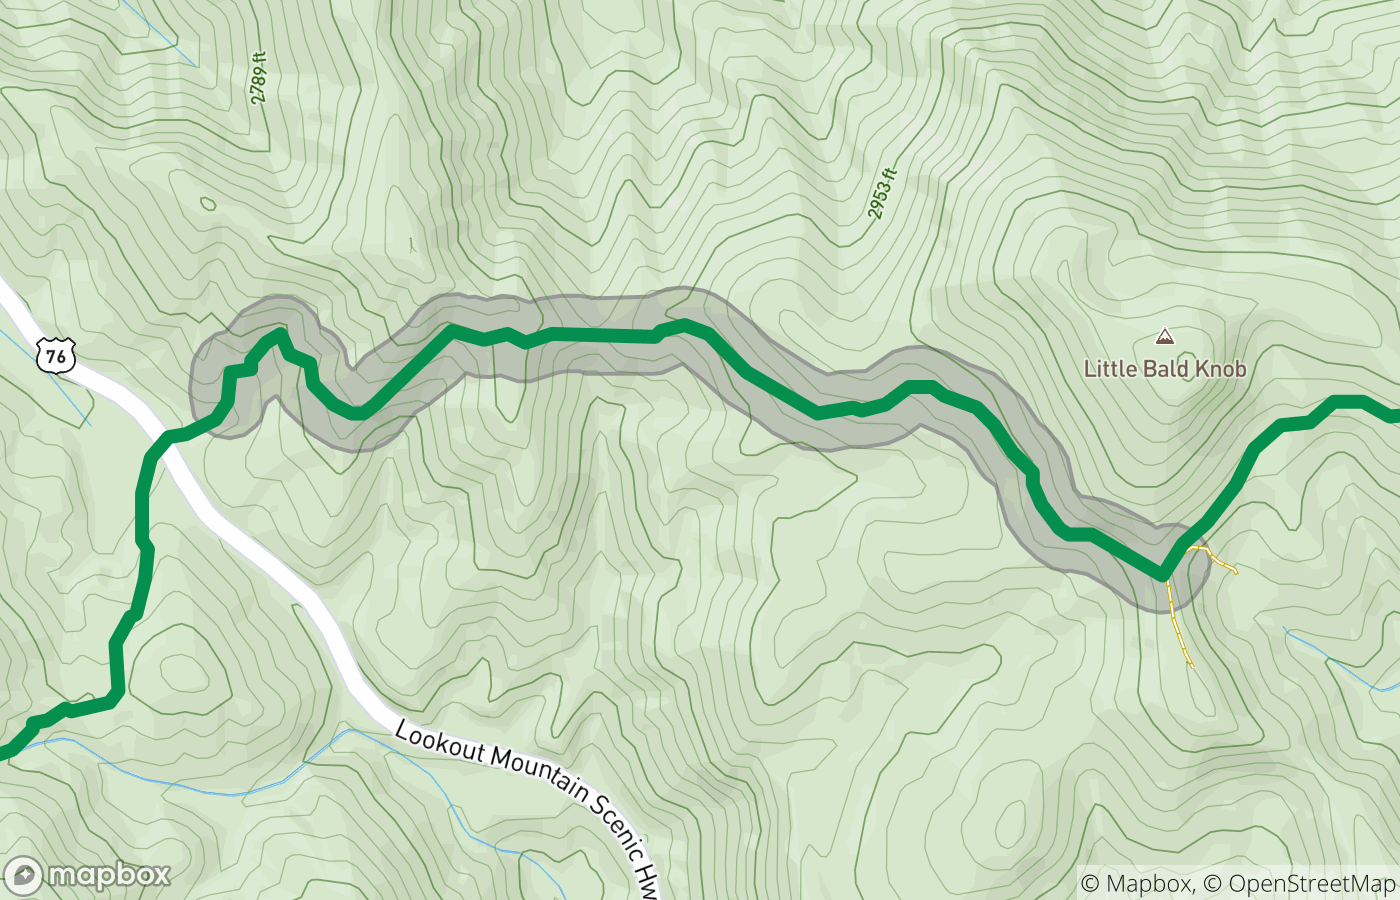 2789 ft
2953 ft
76
Little Bald Knob
Lookout Mountain Scenic Hw
mapbox
© Mapbox, © OpenStreetMap